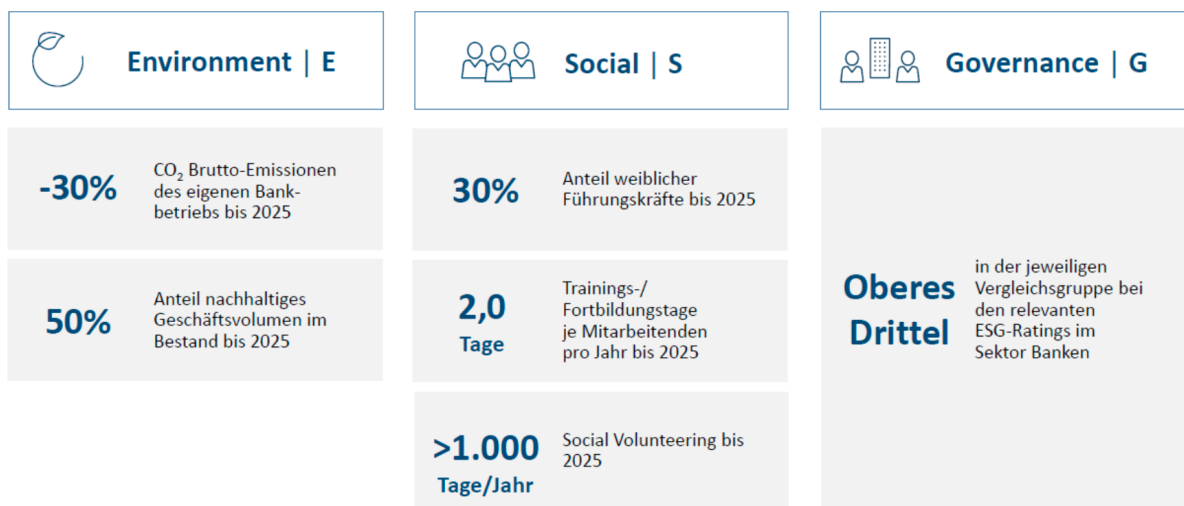 Environment | E
-30%
CO₂ Brutto-Emissionen
des eigenen Bank-
betriebs bis 2025
50%
Anteil nachhaltiges
Geschäftsvolumen im
Bestand bis 2025
Social | S
30%
Anteil weiblicher
Führungskräfte bis 2025
2,0
Tage
Trainings-/
Fortbildungstage
je Mitarbeitenden
pro Jahr bis 2025
>1.000
Tage/Jahr
Social Volunteering bis
2025
Governance | G
Oberes
Drittel
in der jeweiligen
Vergleichsgruppe bei
den relevanten
ESG-Ratings im
Sektor Banken